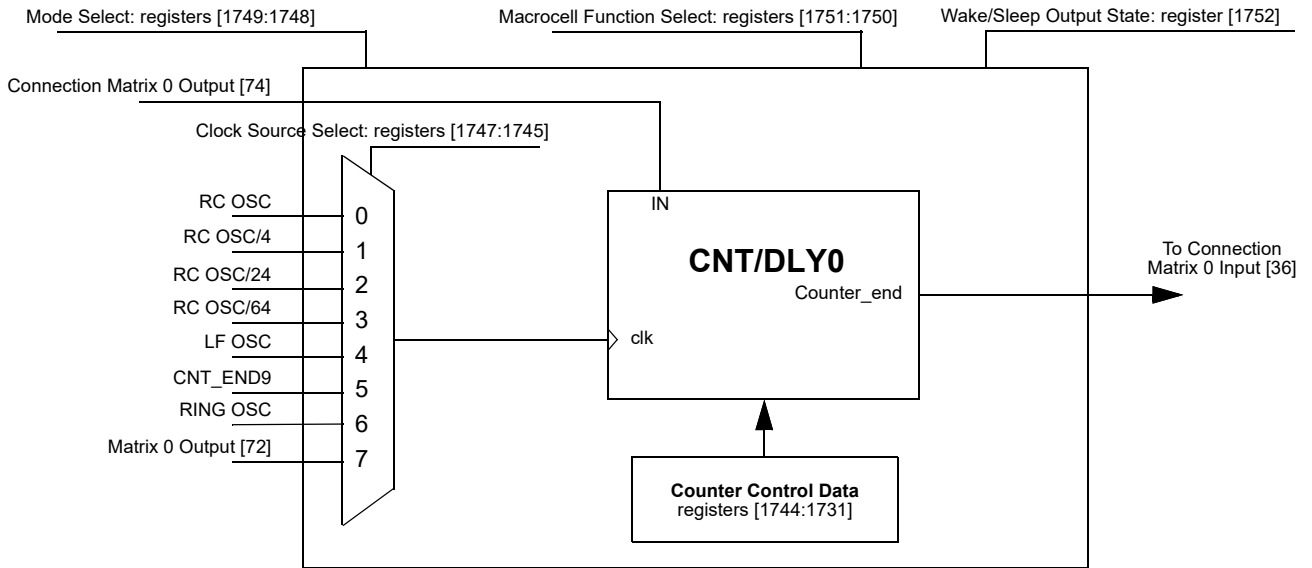 Mode Select: registers [1749:1748]
Macrocell Function Select: registers [1751:1750]
Wake/Sleep Output State: register [1752]
Connection Matrix 0 Output [74]
Clock Source Select: registers [1747:1745]
RC OSC
0
RC OSC/4
1
RC OSC/24
2
RC OSC/64
3
LF OSC
4
CNT_END9
5
RING OSC
6
Matrix 0 Output [72]
7
IN
CNT/DLY0
Counter_end
clk
To Connection
Matrix 0 Input [36]
Counter Control Data
registers [1744:1731]